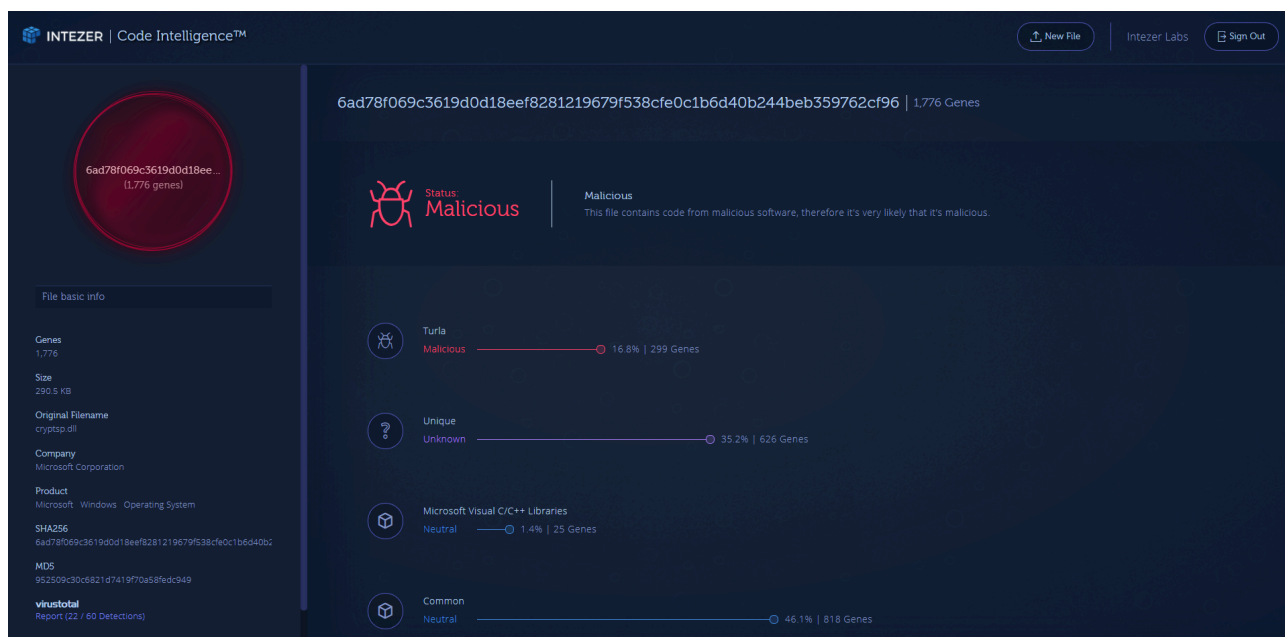 INTEZER | Code Intelligence™
New File
Intezer Labs
Sign Out
6ad78f069c3619d0d18ee...
(1,776 genes)
File basic info
Genes
1,776
Size
290.5 KB
Original Filename
cryptsp.dll
Company
Microsoft Corporation
Product
Microsoft Windows Operating System
SHA256
6ad78f069c3619d0d18eef8281219679f538cfe0c1b6d40b2
MD5
952509c30c6821d7419f70a58fedc949
virustotal
Report (22 / 60 Detections)
6ad78f069c3619d0d18eef8281219679f538cfe0c1b6d40b244beb359762cf96 | 1,776 Genes
Status:
Malicious
Malicious
This file contains code from malicious software, therefore it's very likely that it's malicious.
Turla
Malicious 16.8% | 299 Genes
Unique
Unknown 35.2% | 626 Genes
Microsoft Visual C/C++ Libraries
Neutral 1.4% | 25 Genes
Common
Neutral 46.1% | 818 Genes